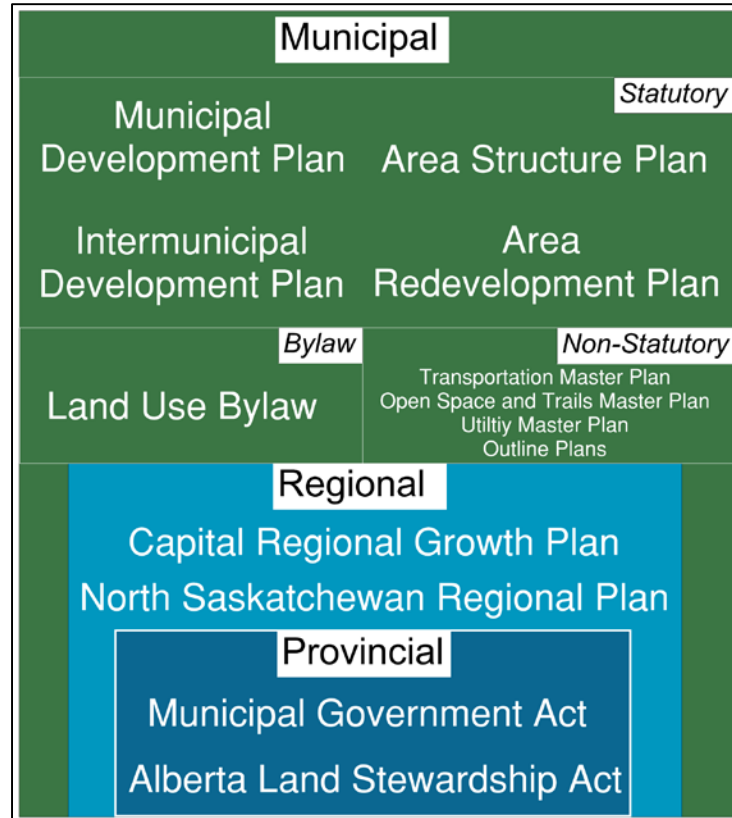 Municipal
Statutory
Municipal
Development Plan
Area Structure Plan
Intermunicipal
Development Plan
Area
Redevelopment Plan
Bylaw
Land Use Bylaw
Non-Statutory
Transportation Master Plan
Open Space and Trails Master Plan
Utiltiy Master Plan
Outline Plans
Regional
Capital Regional Growth Plan
North Saskatchewan Regional Plan
Provincial
Municipal Government Act
Alberta Land Stewardship Act